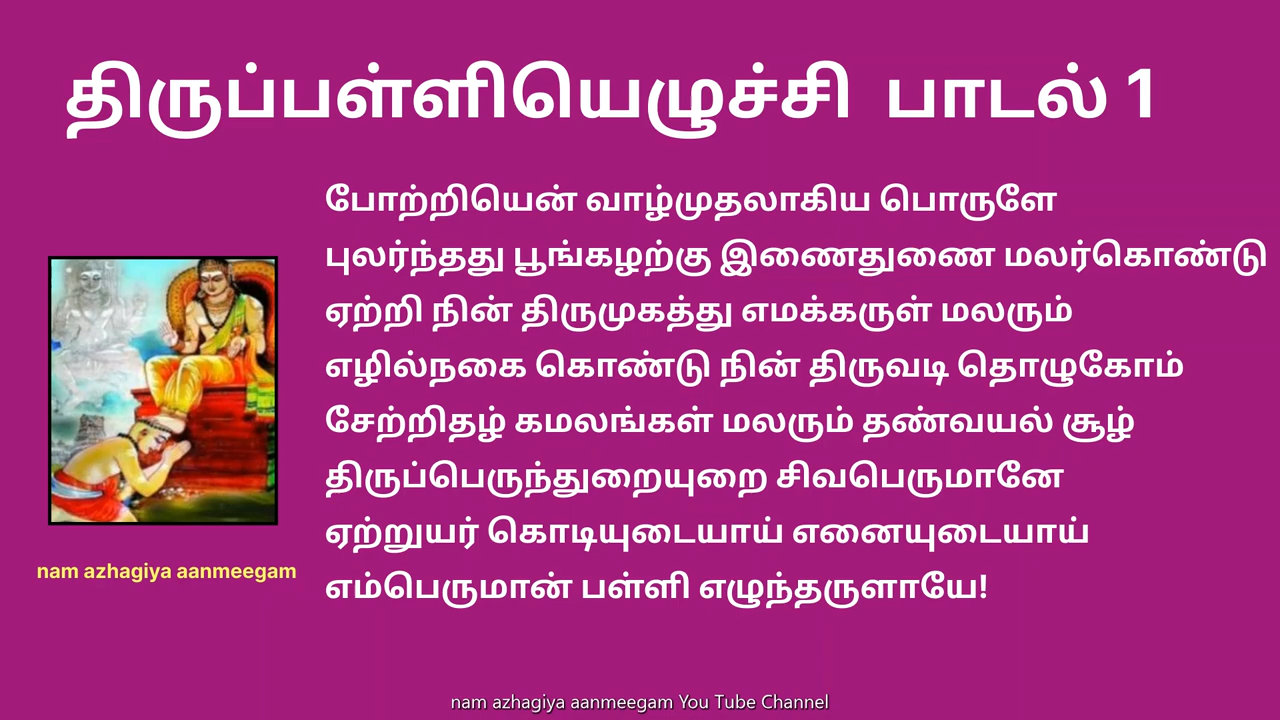 திருப்பள்ளியெழுச்சி பாடல் 1
போற்றியென் வாழ்முதலாகிய பொருளே
புலர்ந்தது பூங்கழற்கு இணைதுணை மலர்கொண்டு
ஏற்றி நின் திருமுகத்து எமக்கருள் மலரும்
எழில்நகை கொண்டு நின் திருவடி தொழுகோம்
சேற்றிதழ் கமலங்கள் மலரும் தண்வயல் சூழ்
திருப்பெருந்துறையுறை சிவபெருமானே
ஏற்றுயர் கொடியுடையாய் எனையுடையாய்
எம்பெருமான் பள்ளி எழுந்தருளாயே!
nam azhagiya aanmeegam
nam azhagiya aanmeegam You Tube Channel